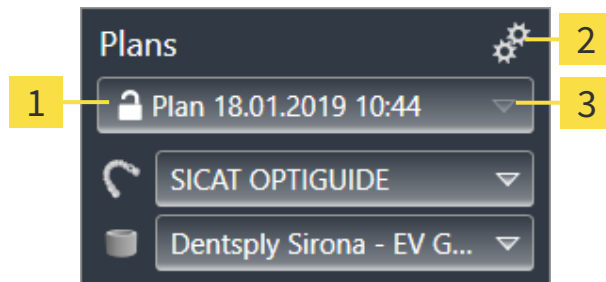 Plans
2
1
Plan 18.01.2019 10:44
3
SICAT OPTIGUIDE
Dentsply Sirona - EV G...